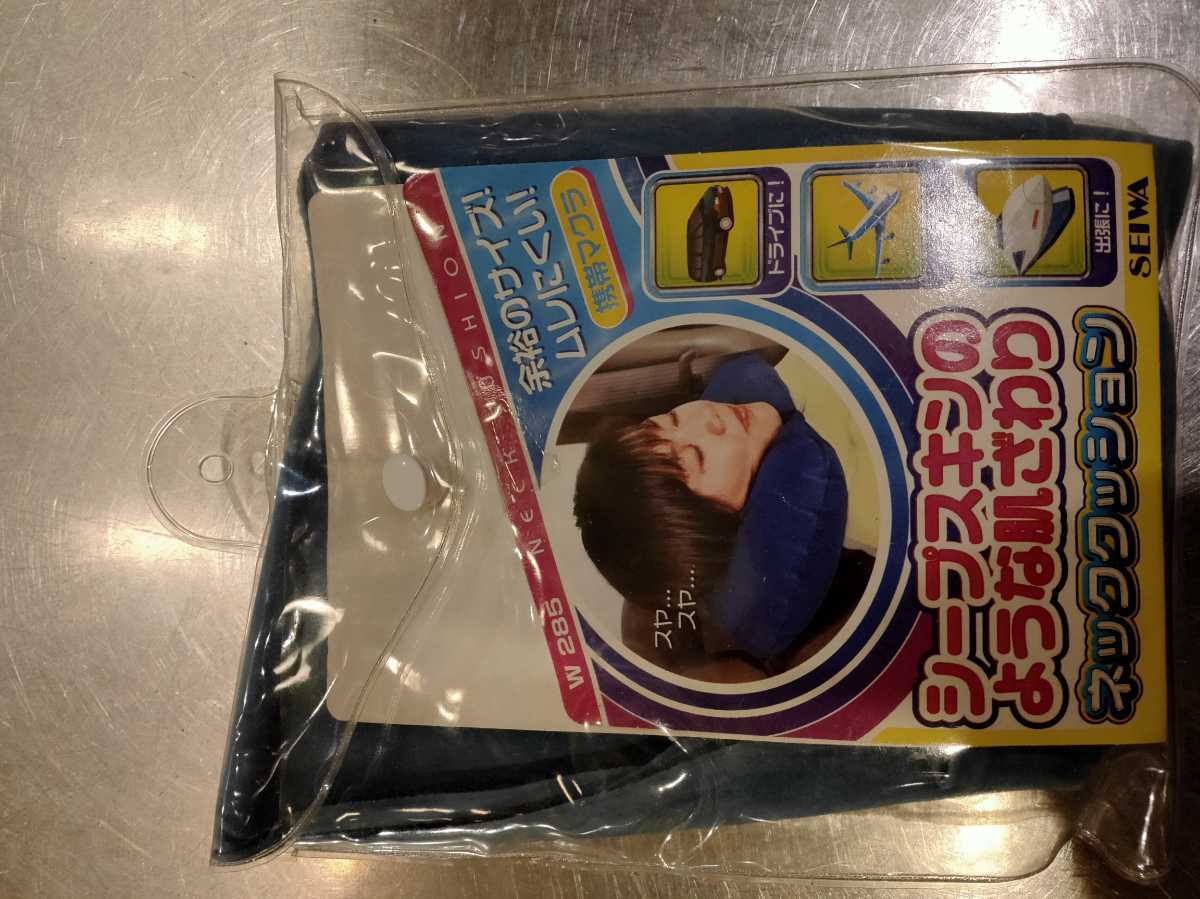 W 285 NECK CUSHION
余裕のサイズ!
ムレにくい!
携帯マクラ
ドライブに!
出張に!
スヤ…
スヤ….
シープスキンの
ような肌ざわり
ネッククッション
SEIWA